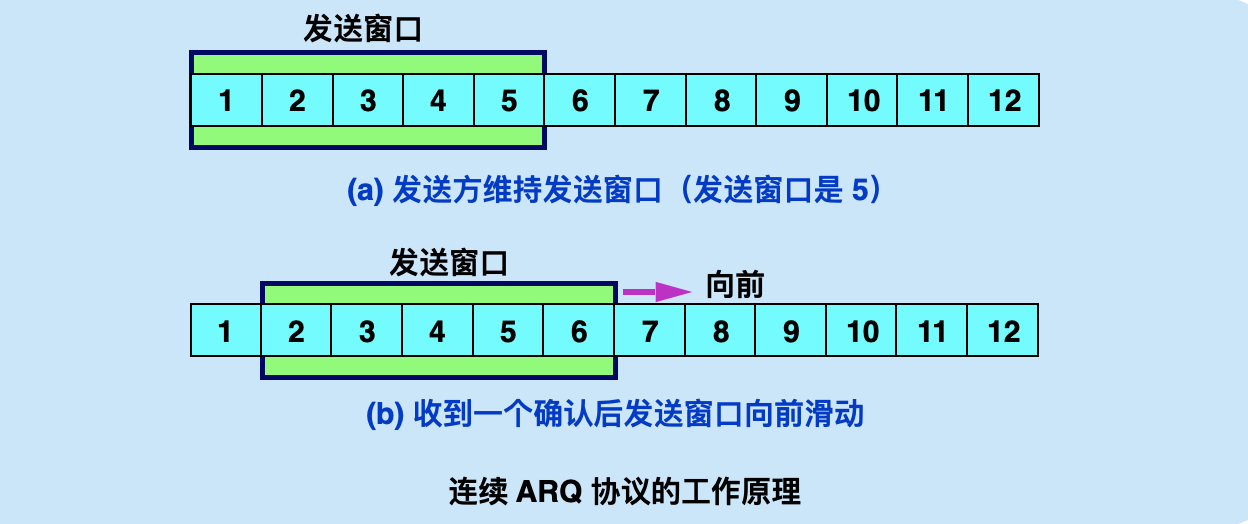 发送窗口
1 2 3 4 5 6 7 8 9 10 11 12
(a) 发送方维持发送窗口（发送窗口是 5）
发送窗口
向前
1 2 3 4 5 6 7 8 9 10 11 12
(b) 收到一个确认后发送窗口向前滑动
连续 ARQ 协议的工作原理